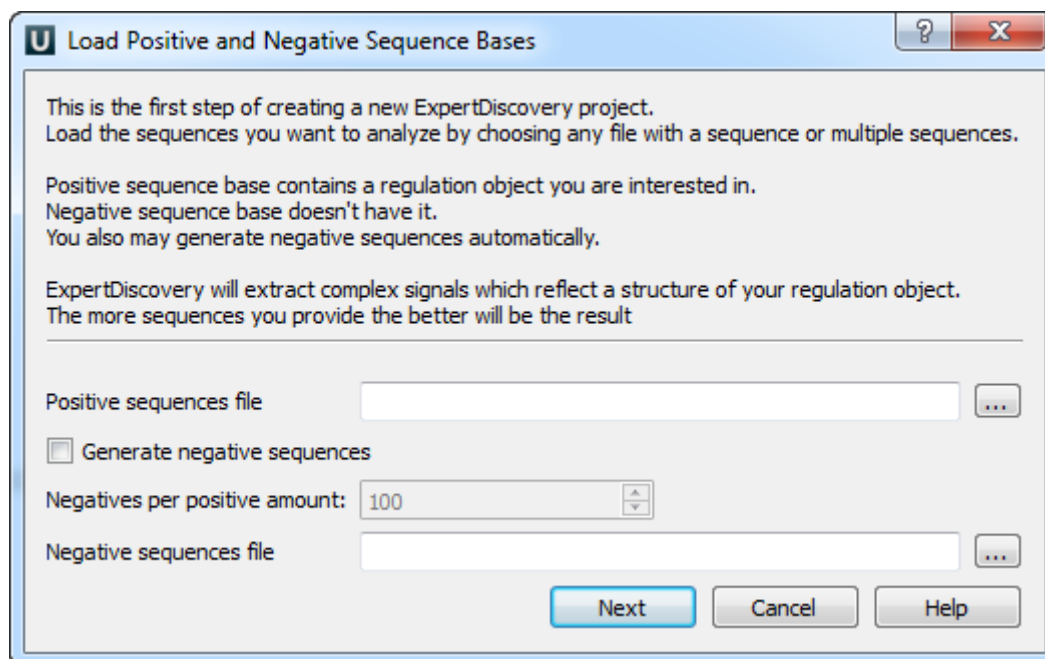 U Load Positive and Negative Sequence Bases ? X
This is the first step of creating a new ExpertDiscovery project.
Load the sequences you want to analyze by choosing any file with a sequence or multiple sequences.
Positive sequence base contains a regulation object you are interested in.
Negative sequence base doesn't have it.
You also may generate negative sequences automatically.
ExpertDiscovery will extract complex signals which reflect a structure of your regulation object.
The more sequences you provide the better will be the result
Positive sequences file ...
Generate negative sequences
Negatives per positive amount: 100
Negative sequences file ...
Next Cancel Help